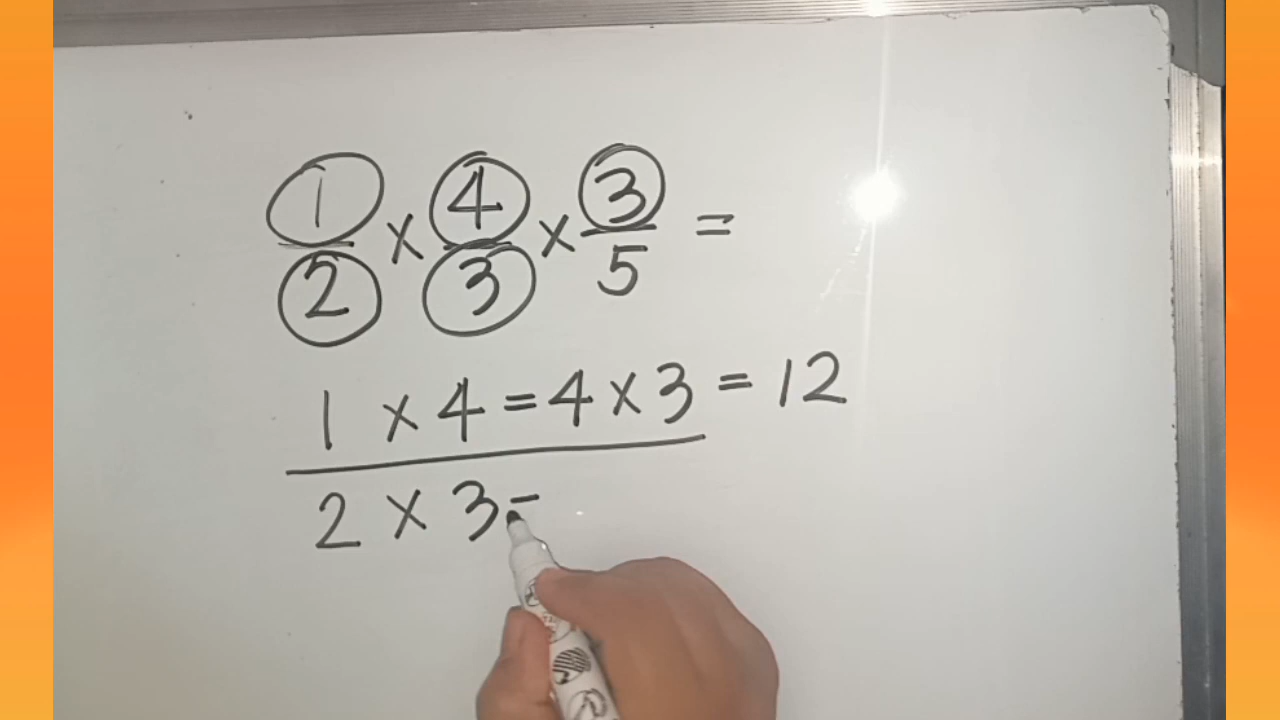 1/2 x 4/3 x 3/5 =
1 x 4 = 4 x 3 = 12
2 x 3 =